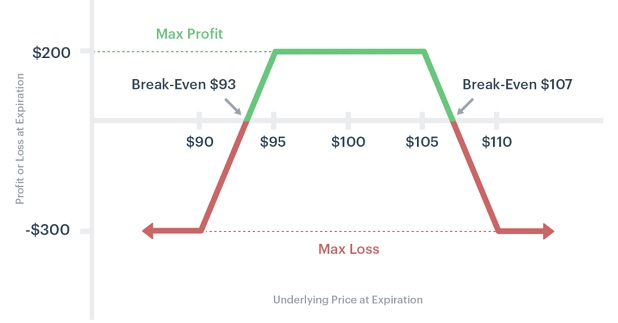 Max Profit
$200
Break-Even $93
Break-Even $107
$90
$95
$100
$105
$110
Profit or Loss at Expiration
-$300
Max Loss
Underlying Price at Expiration